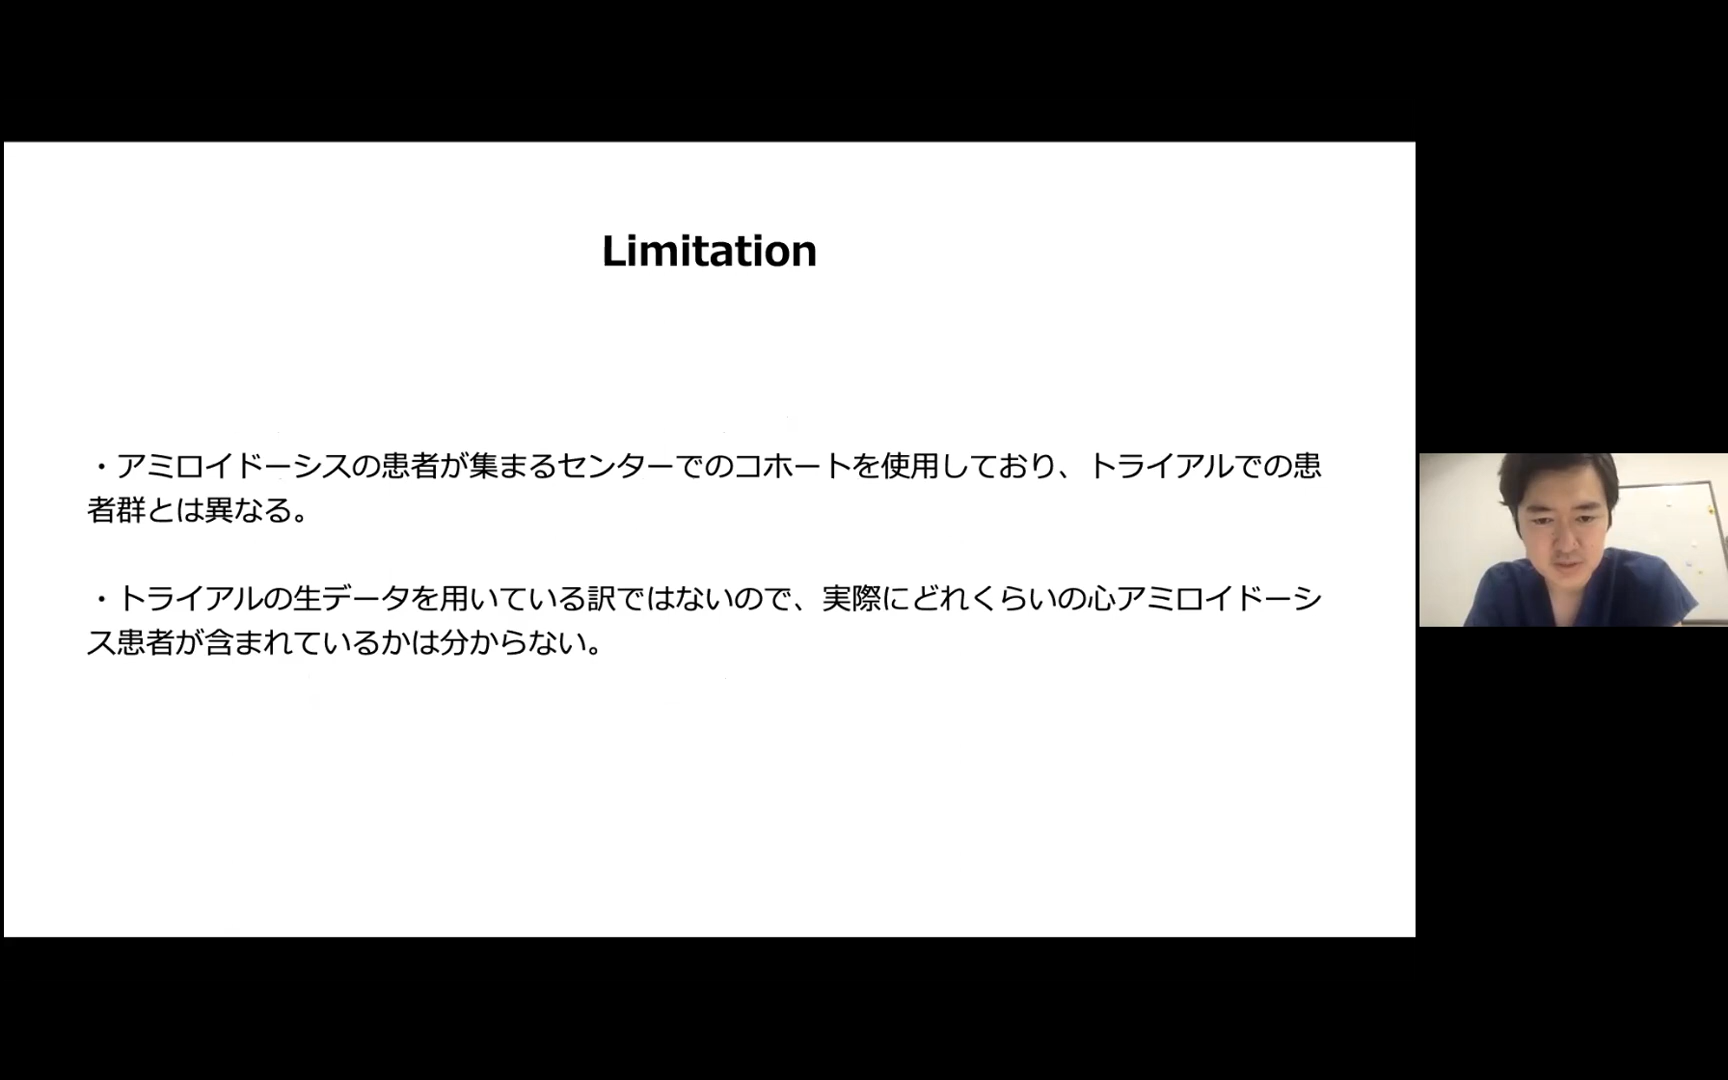 Limitation
・アミロイドーシスの患者が集まるセンターでのコホートを使用しており、トライアルでの患
者群とは異なる。
・トライアルの生データを用いている訳ではないので、実際にどれくらいの心アミロイドーシ
ス患者が含まれているかは分からない。